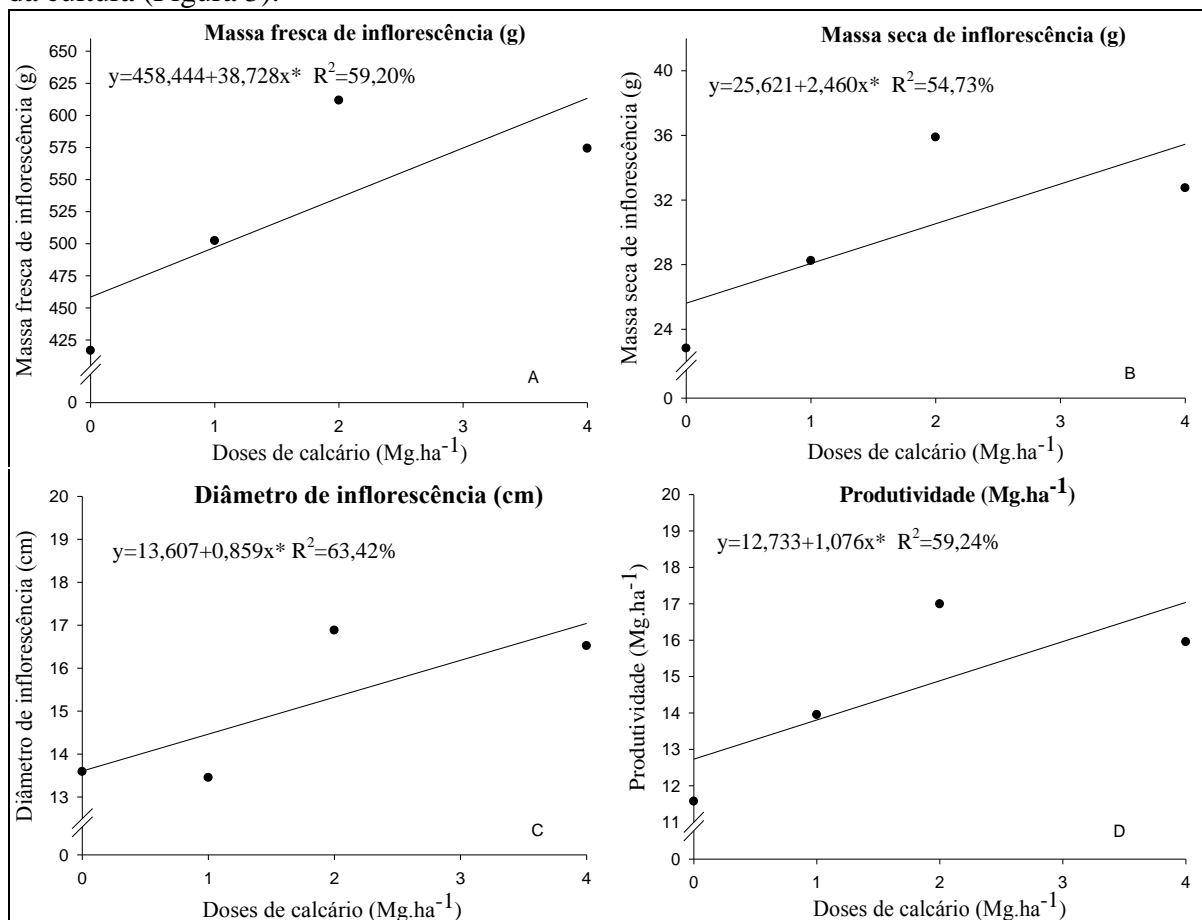 da cultura (Figura 3).
Massa fresca de inflorescência (g)
y=458,444+38,728x* R²=59,20%
Massa fresca de inflorescência (g)
650
625
600
575
550
525
500
475
450
425
0
0 1 2 3 4
A
Doses de calcário (Mg.ha⁻¹)
Massa seca de inflorescência (g)
y=25,621+2,460x* R²=54,73%
Massa seca de inflorescência (g)
40
36
32
28
24
0
0 1 2 3 4
B
Doses de calcário (Mg.ha⁻¹)
Diâmetro de inflorescência (cm)
y=13,607+0,859x* R²=63,42%
Diâmetro de inflorescência (cm)
20
19
18
17
16
15
14
13
0
0 1 2 3 4
C
Doses de calcário (Mg.ha⁻¹)
Produtividade (Mg.ha⁻¹)
y=12,733+1,076x* R²=59,24%
Produtividade (Mg.ha⁻¹)
20
19
18
17
16
15
14
13
12
11
0
0 1 2 3 4
D
Doses de calcário (Mg.ha⁻¹)